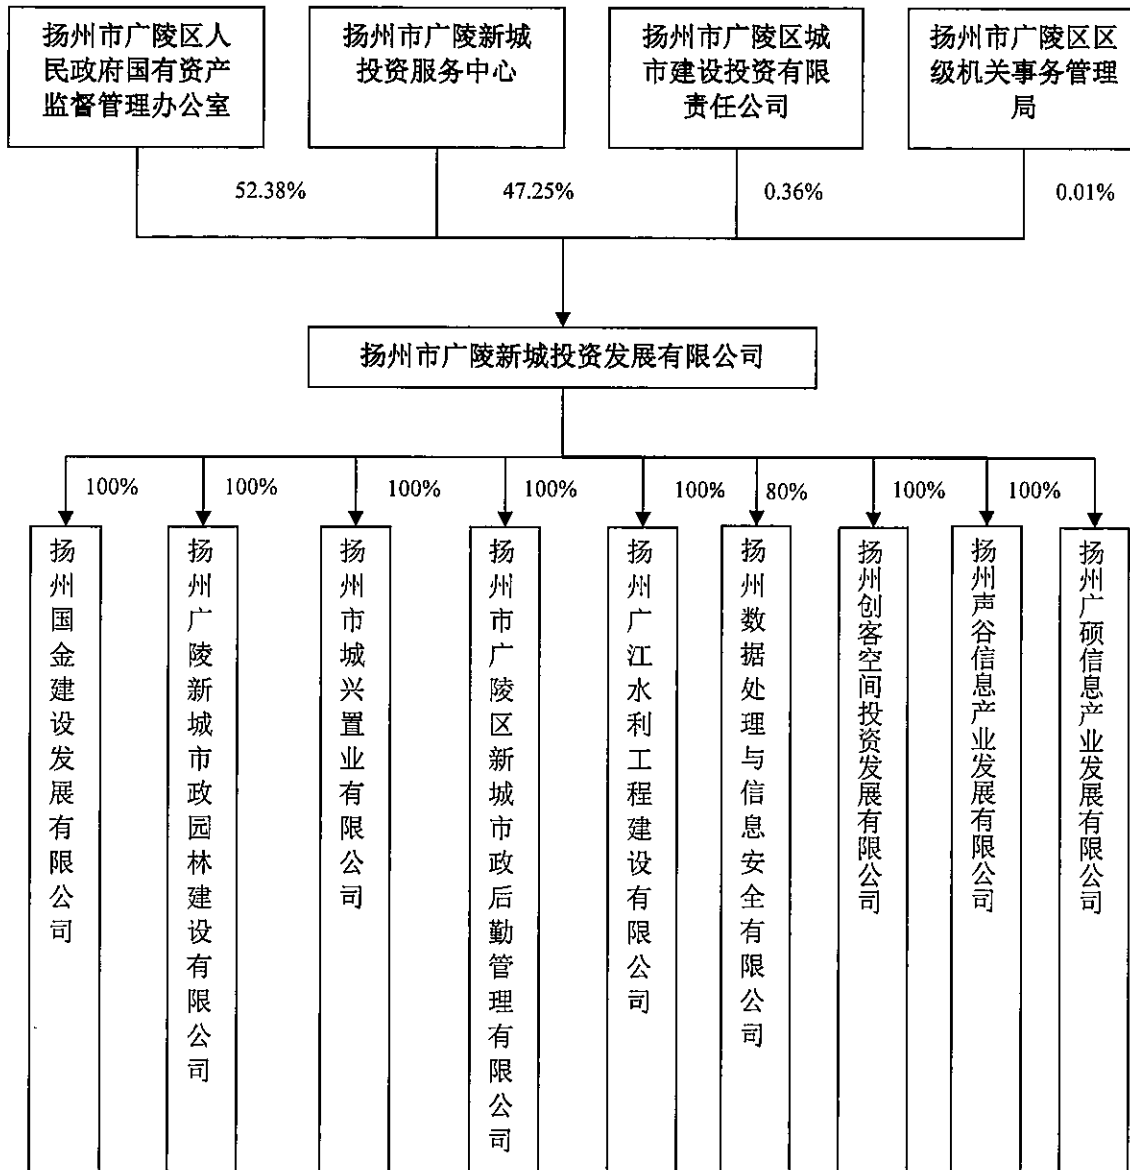 扬州市广陵区人
民政府国有资产
监督管理办公室
扬州市广陵新城
投资服务中心
扬州市广陵区城
市建设投资有限
责任公司
扬州市广陵区区
级机关事务管理
局
52.38%
47.25%
0.36%
0.01%
扬州市广陵新城投资发展有限公司
100%
100%
100%
100%
100%
80%
100%
100%
扬州国金建设发展有限公司
扬州广陵新城市政园林建设有限公司
扬州市城兴置业有限公司
扬州市广陵区新城市政后勤管理有限公司
扬州广江水利工程建设有限公司
扬州数据处理与信息安全有限公司
扬州创客空间投资发展有限公司
扬州声谷信息产业发展有限公司
扬州广硕信息产业发展有限公司